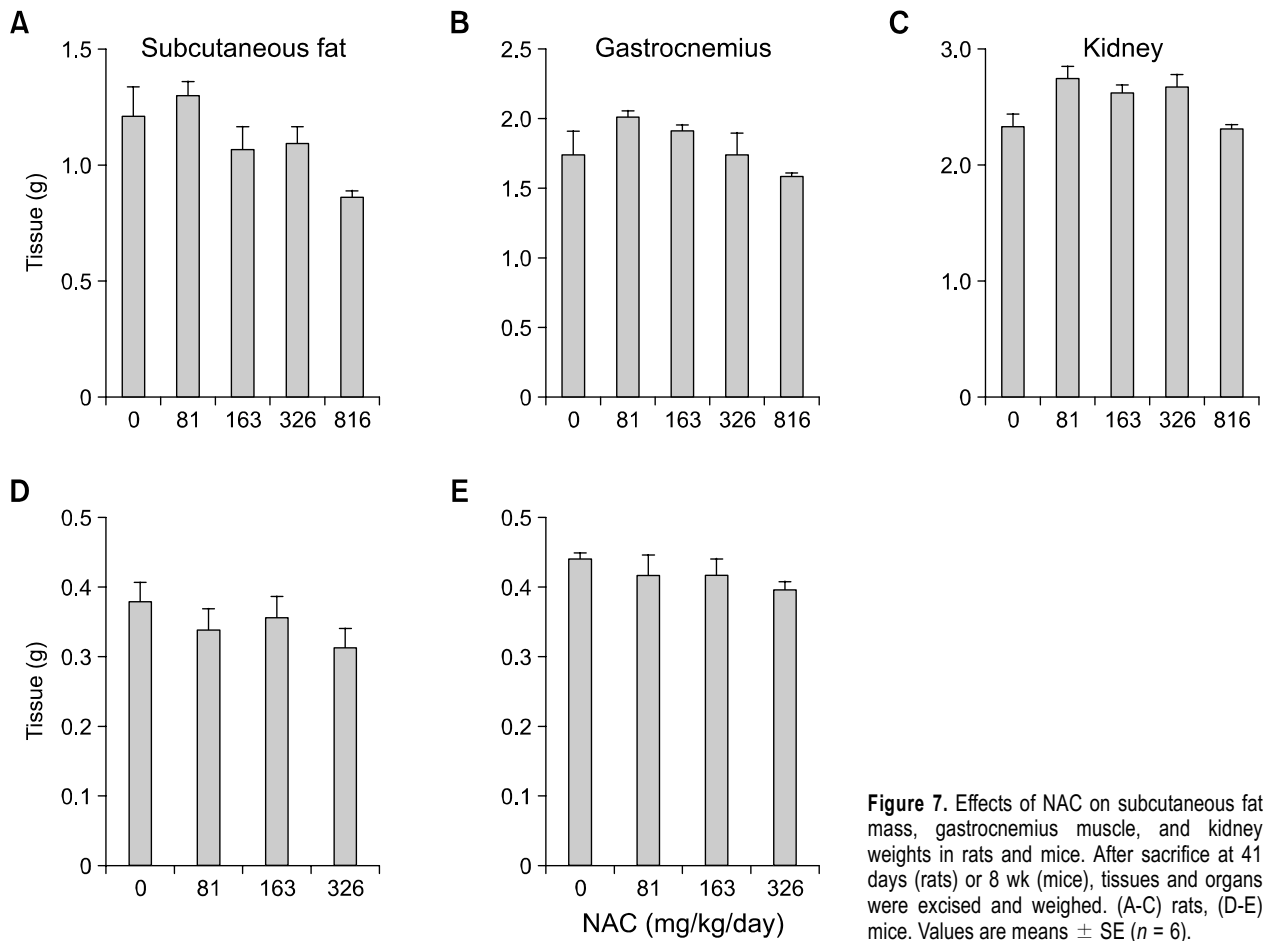 A
Subcutaneous fat
1.5
1.0
0.5
0
Tissue (g)
0 81 163 326 816
B
Gastrocnemius
2.5
2.0
1.5
1.0
0.5
0
0 81 163 326 816
C
Kidney
3.0
2.0
1.0
0
0 81 163 326 816
D
0.5
0.4
0.3
0.2
0.1
0
Tissue (g)
0 81 163 326
E
0.5
0.4
0.3
0.2
0.1
0
0 81 163 326
NAC (mg/kg/day)
Figure 7. Effects of NAC on subcutaneous fat
mass, gastrocnemius muscle, and kidney
weights in rats and mice. After sacrifice at 41
days (rats) or 8 wk (mice), tissues and organs
were excised and weighed. (A-C) rats, (D-E)
mice. Values are means ± SE (n = 6).